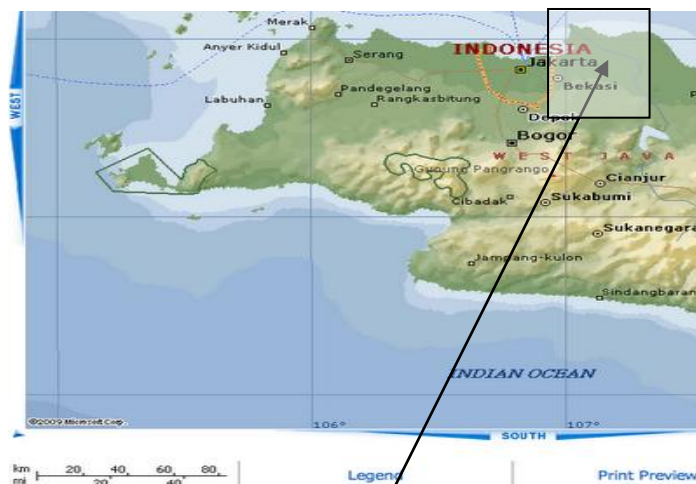 Merak
Anyer Kidul
Serang
INDONESIA
Jakarta
Bekasi
Pandegelang
Labuhan
Rangkasbitung
Depok
Bogor
WEST JAVA
Gunung Pangrango
Cianjur
Cibadak
Sukabumi
Sukanegara
Jampang-kulon
Sindangbaran
INDIAN OCEAN
WEST
©2009 Microsoft Corp.
106°
107°
SOUTH
km 20 40 60 80
mi 20 40
Legend
Print Preview